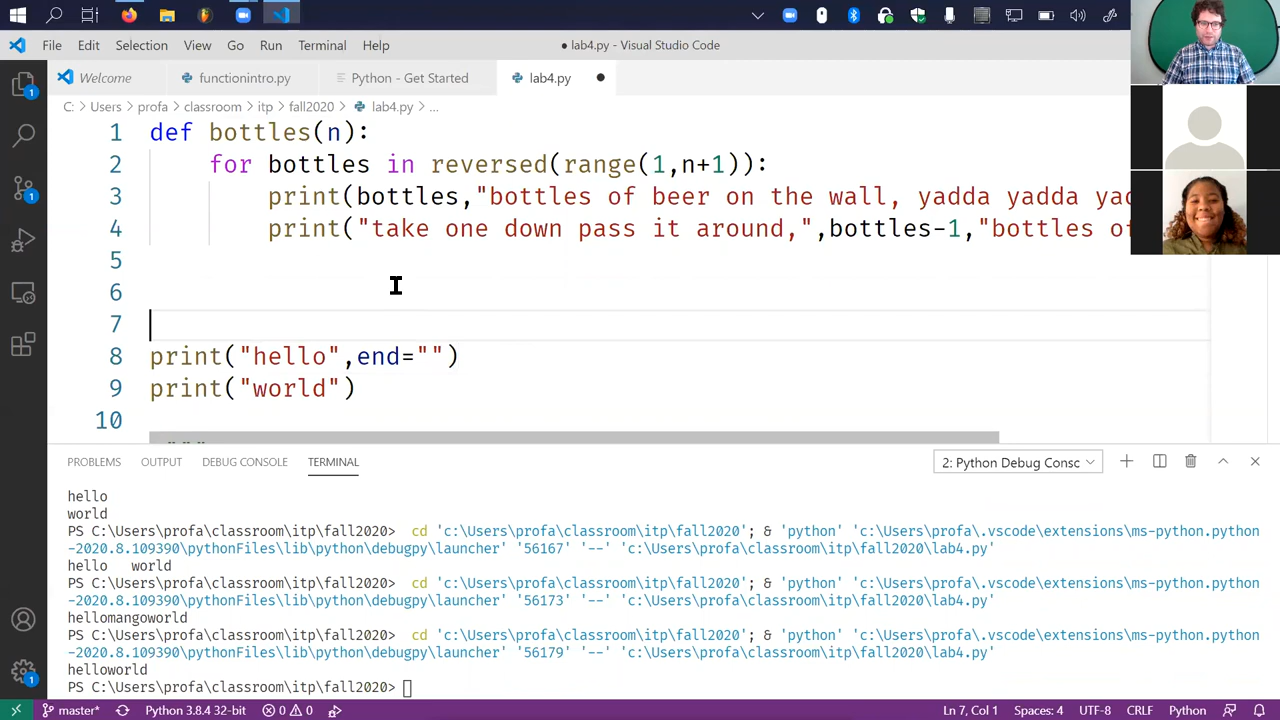 File Edit Selection View Go Run Terminal Help
● lab4.py - Visual Studio Code
Welcome functionintro.py Python - Get Started lab4.py ●
C: > Users > profa > classroom > itp > fall2020 > lab4.py > ...
1 def bottles(n):
2 for bottles in reversed(range(1,n+1)):
3 print(bottles,"bottles of beer on the wall, yadda yadda yad
4 print("take one down pass it around,",bottles-1,"bottles of
5
6
7
8 print("hello",end="")
9 print("world")
10
"""
PROBLEMS OUTPUT DEBUG CONSOLE TERMINAL 2: Python Debug Consc
hello
world
PS C:\Users\profa\classroom\itp\fall2020> cd 'c:\Users\profa\classroom\itp\fall2020'; & 'python' 'c:\Users\profa\.vscode\extensions\ms-python.python
-2020.8.109390\pythonFiles\lib\python\debugpy\launcher' '56167' '--' 'c:\Users\profa\classroom\itp\fall2020\lab4.py'
hello   world
PS C:\Users\profa\classroom\itp\fall2020> cd 'c:\Users\profa\classroom\itp\fall2020'; & 'python' 'c:\Users\profa\.vscode\extensions\ms-python.python
-2020.8.109390\pythonFiles\lib\python\debugpy\launcher' '56173' '--' 'c:\Users\profa\classroom\itp\fall2020\lab4.py'
hellomangoworld
PS C:\Users\profa\classroom\itp\fall2020> cd 'c:\Users\profa\classroom\itp\fall2020'; & 'python' 'c:\Users\profa\.vscode\extensions\ms-python.python
-2020.8.109390\pythonFiles\lib\python\debugpy\launcher' '56179' '--' 'c:\Users\profa\classroom\itp\fall2020\lab4.py'
helloworld
PS C:\Users\profa\classroom\itp\fall2020>
1
1
1
master* Python 3.8.4 32-bit 0 0 Ln 7, Col 1 Spaces: 4 UTF-8 CRLF Python